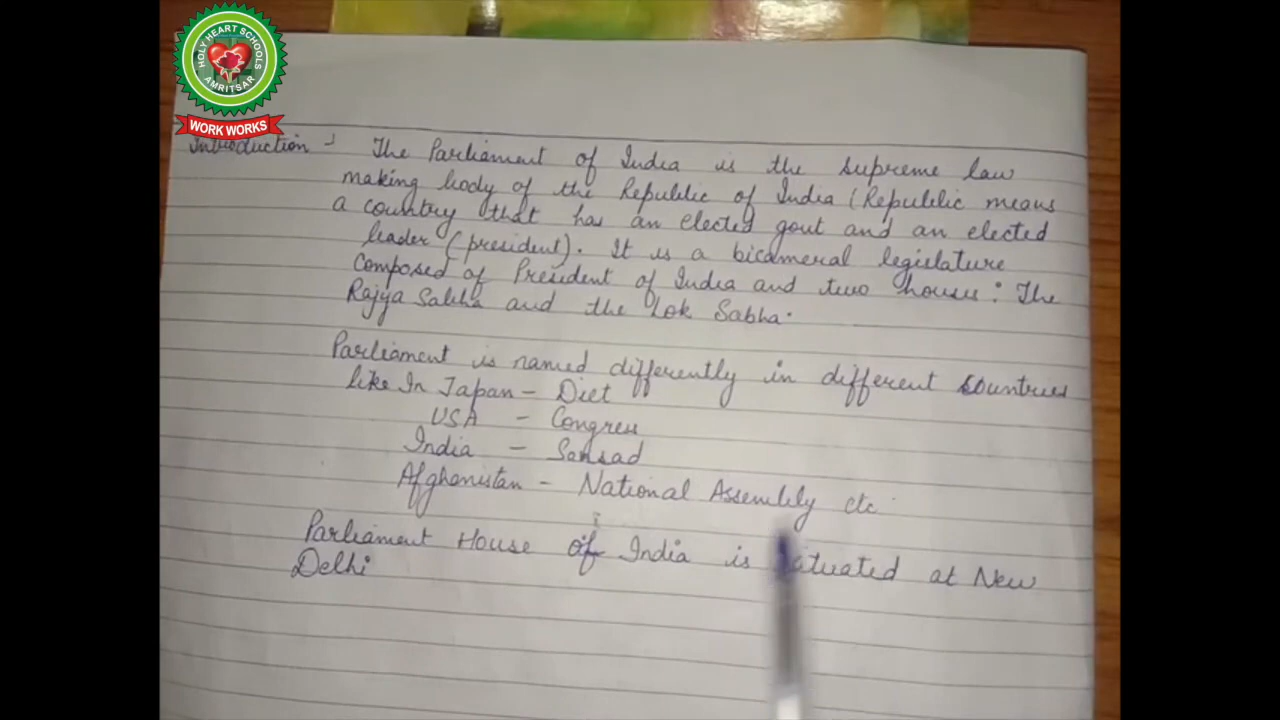 HOLY HEART SCHOOLS
AMRITSAR
WORK WORKS
Introduction - The Parliament of India is the supreme law
making body of the Republic of India (Republic means
a country that has an elected govt and an elected
leader (president). It is a bicameral legislature
composed of President of India and two houses: The
Rajya Sabha and the Lok Sabha.
Parliament is named differently in different countries
like In Japan - Diet
USA - Congress
India - Sansad
Afghanistan - National Assembly etc
Parliament House of India is situated at New
Delhi